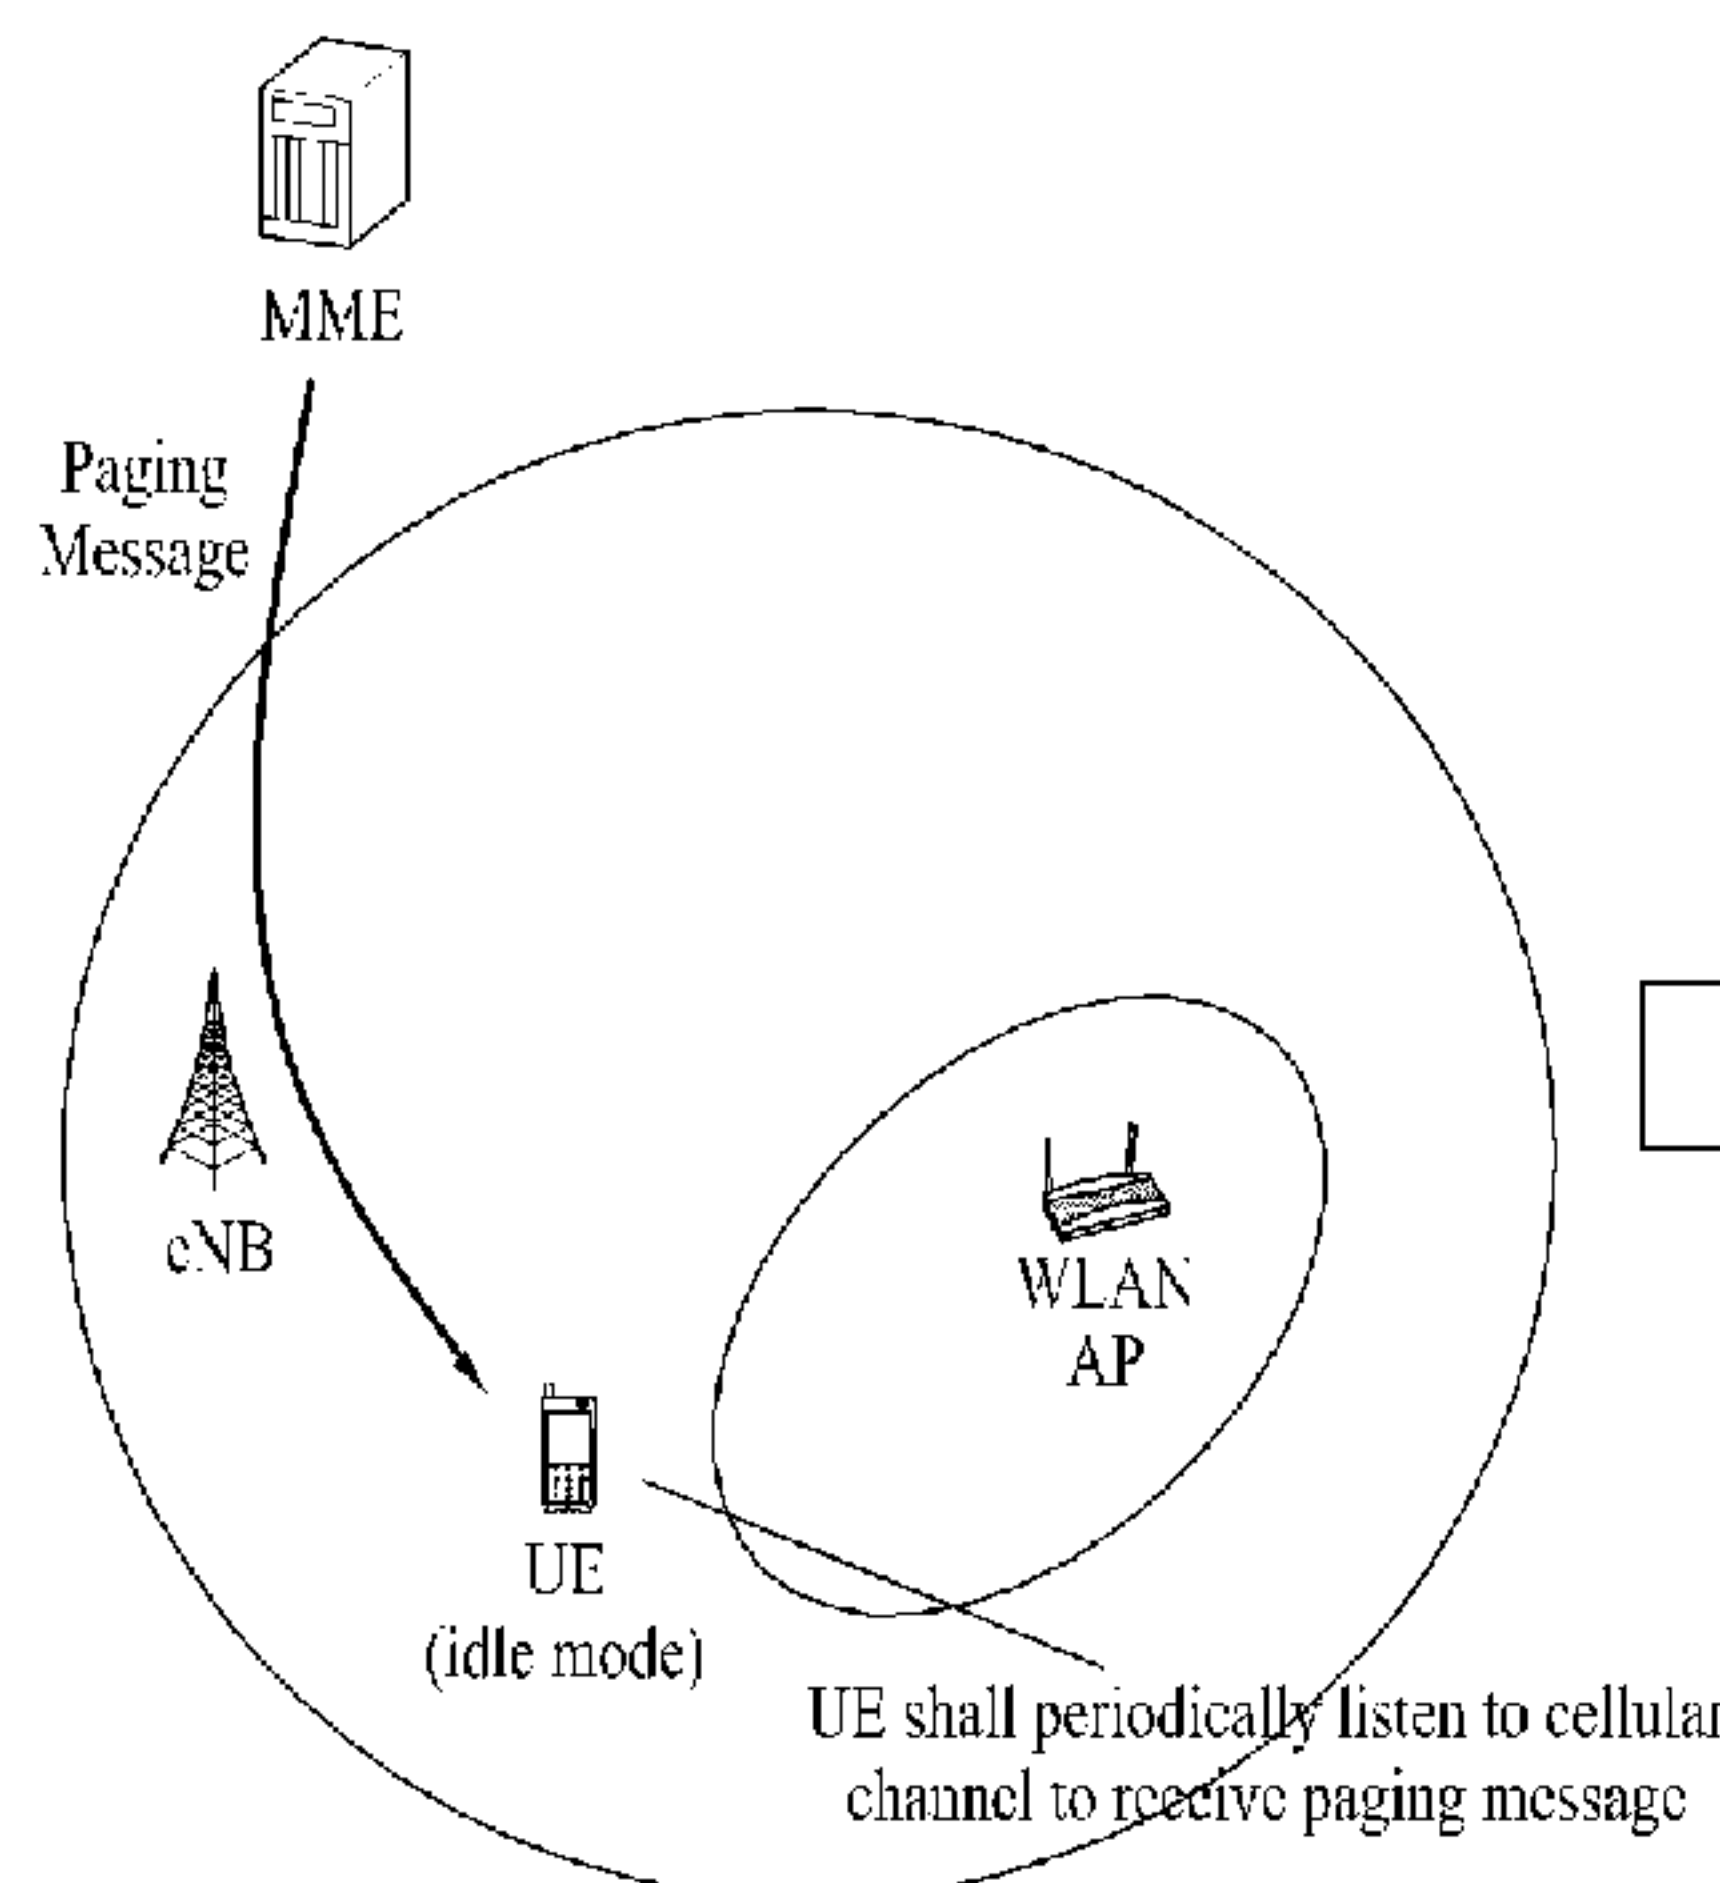 MME
Paging
Message
eNB
WLAN
AP
UE
(idle mode)
UE shall periodically listen to cellular
channel to receive paging message